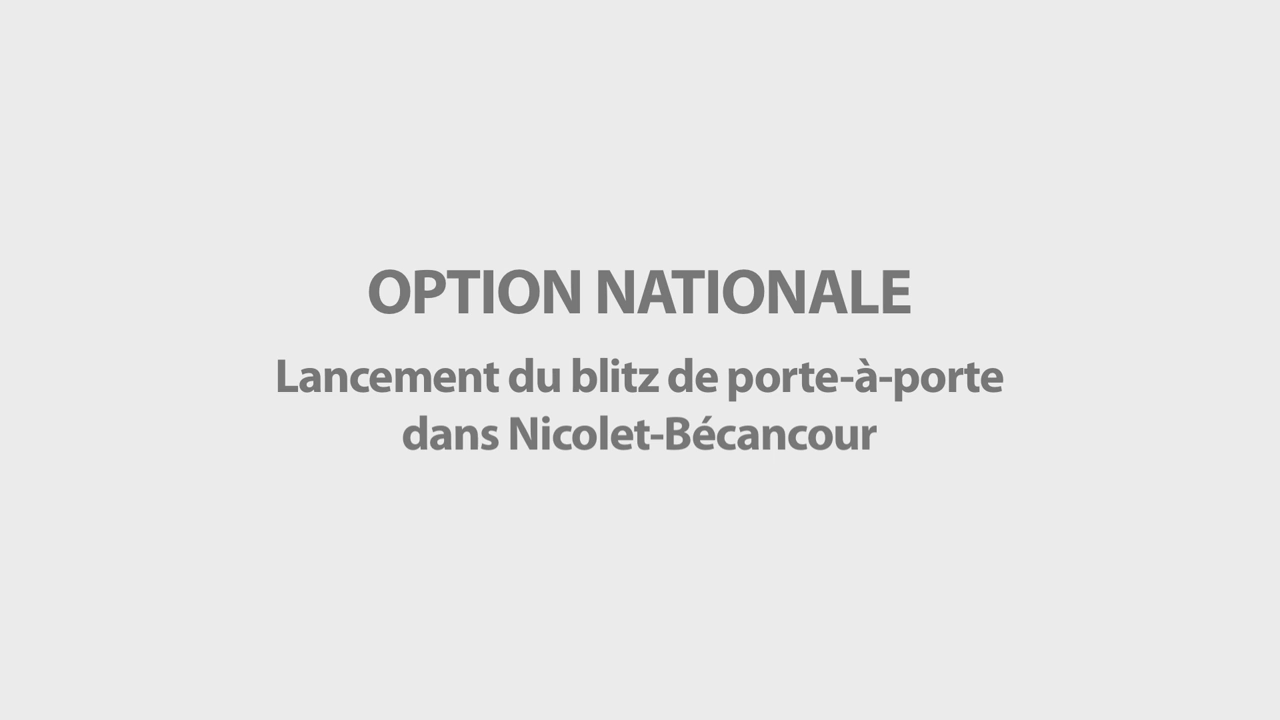 OPTION NATIONALE
Lancement du blitz de porte-à-porte
dans Nicolet-Bécancour